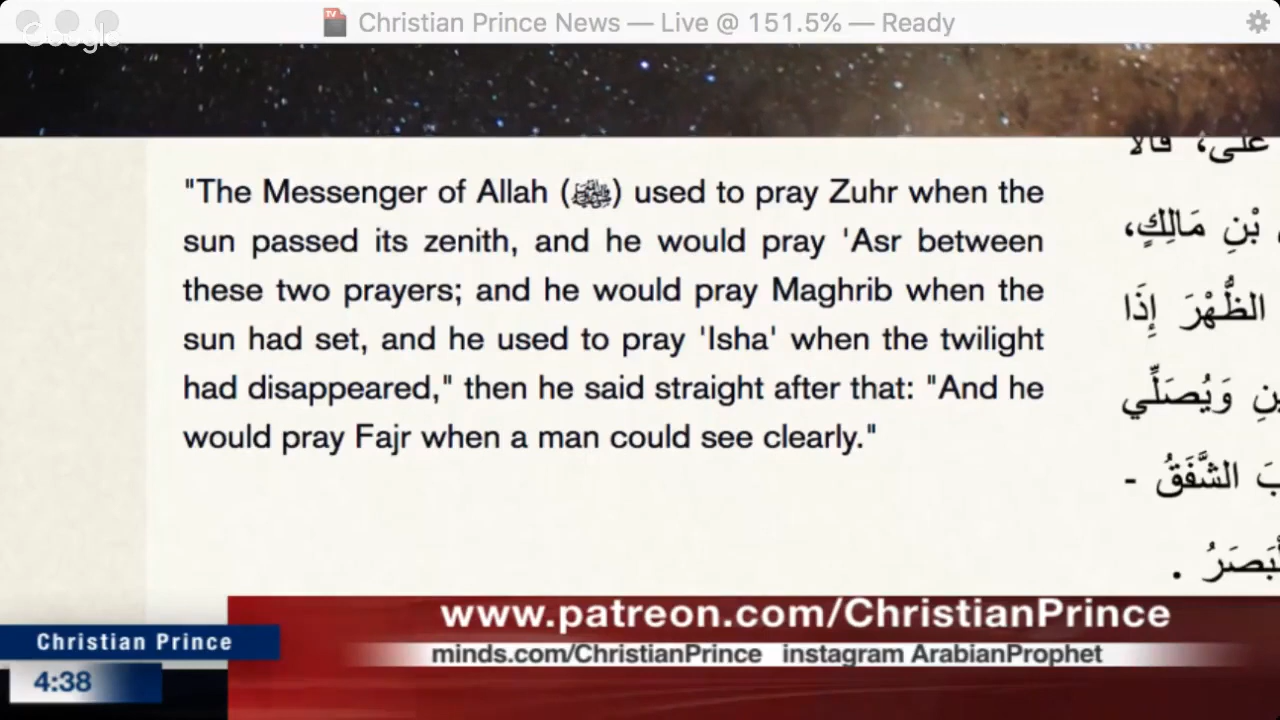 Christian Prince News — Live @ 151.5% — Ready
Google
"The Messenger of Allah (ﷺ) used to pray Zuhr when the
sun passed its zenith, and he would pray 'Asr between
these two prayers; and he would pray Maghrib when the
sun had set, and he used to pray 'Isha' when the twilight
had disappeared," then he said straight after that: "And he
would pray Fajr when a man could see clearly."
على، قالا
بْنِ مَالِكٍ،
الظُّهْرَ إِذَا
وَيُصَلِّي
الشَّفَقُ -
www.patreon.com/ChristianPrince
minds.com/ChristianPrince instagram ArabianProphet
Christian Prince
4:38